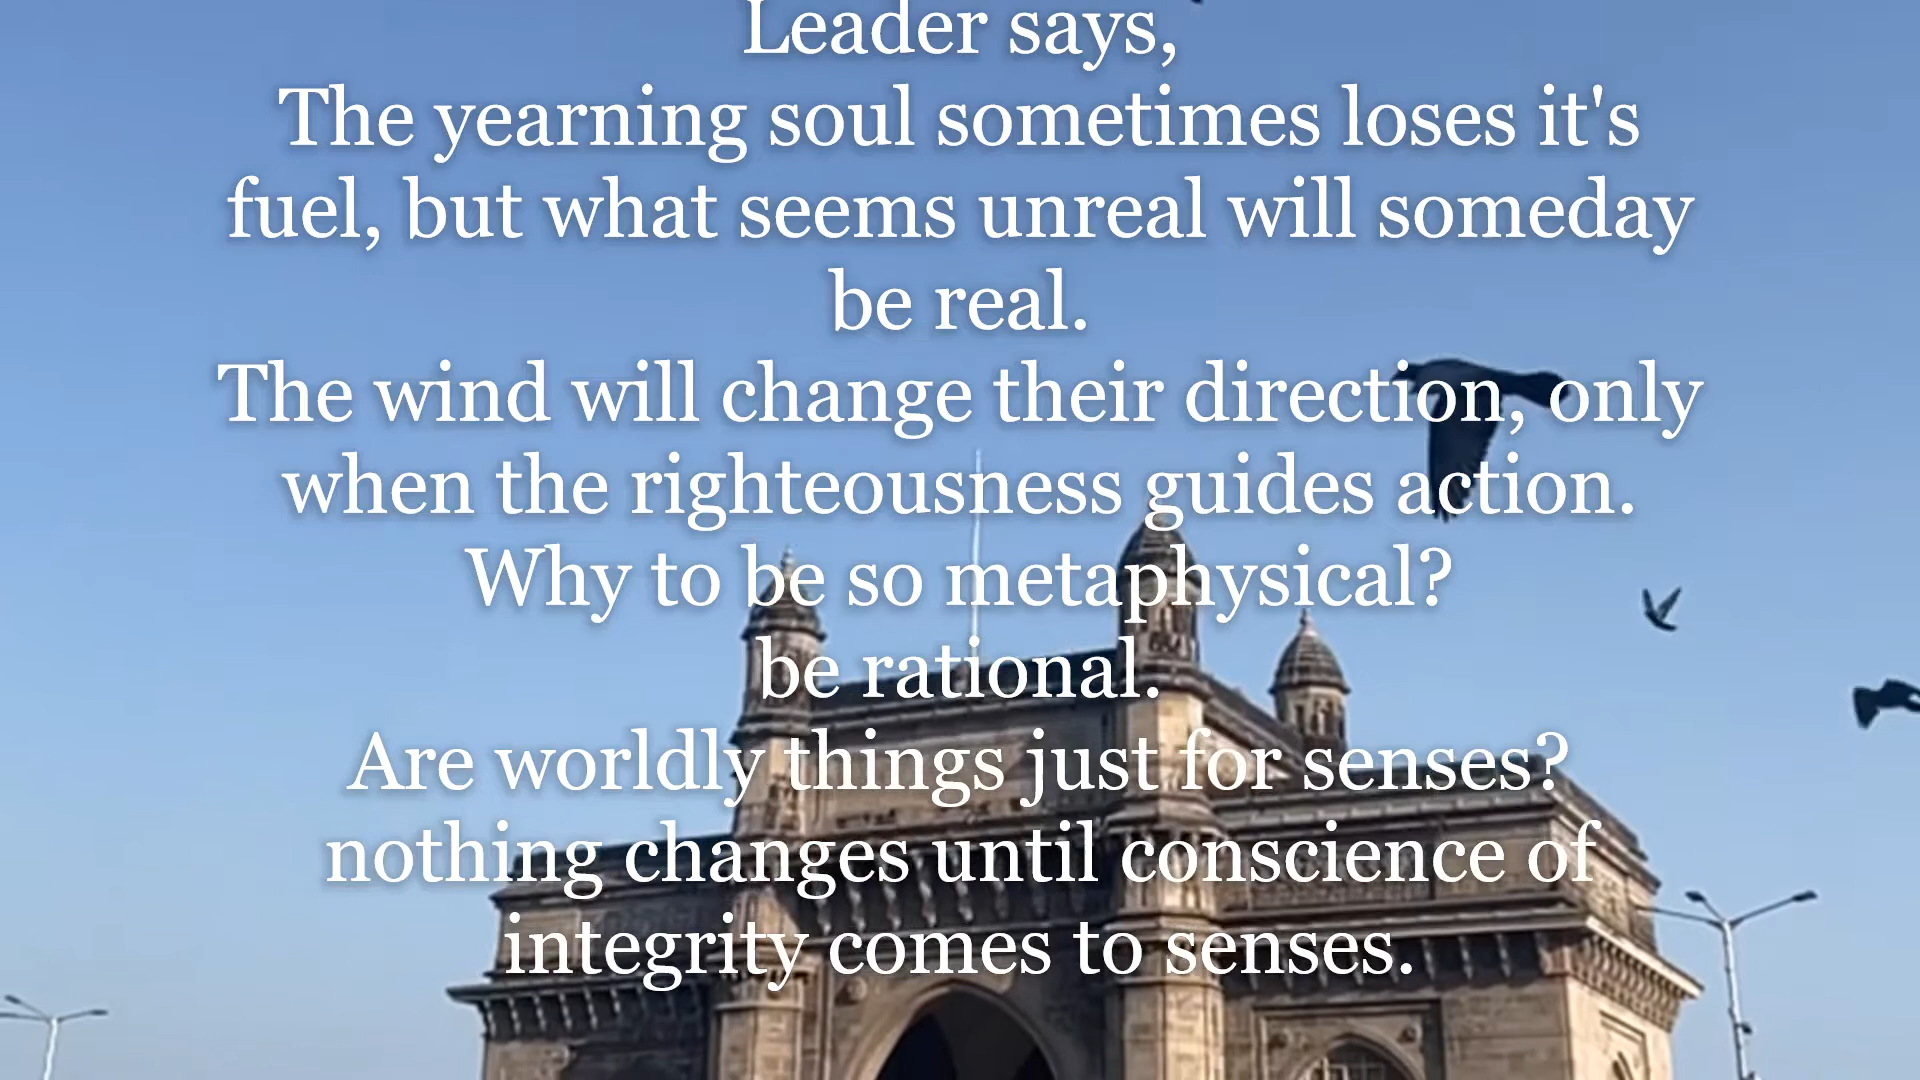 Leader says,
The yearning soul sometimes loses it's
fuel, but what seems unreal will someday
be real.
The wind will change their direction, only
when the righteousness guides action.
Why to be so metaphysical?
be rational.
Are worldly things just for senses?
nothing changes until conscience of
integrity comes to senses.